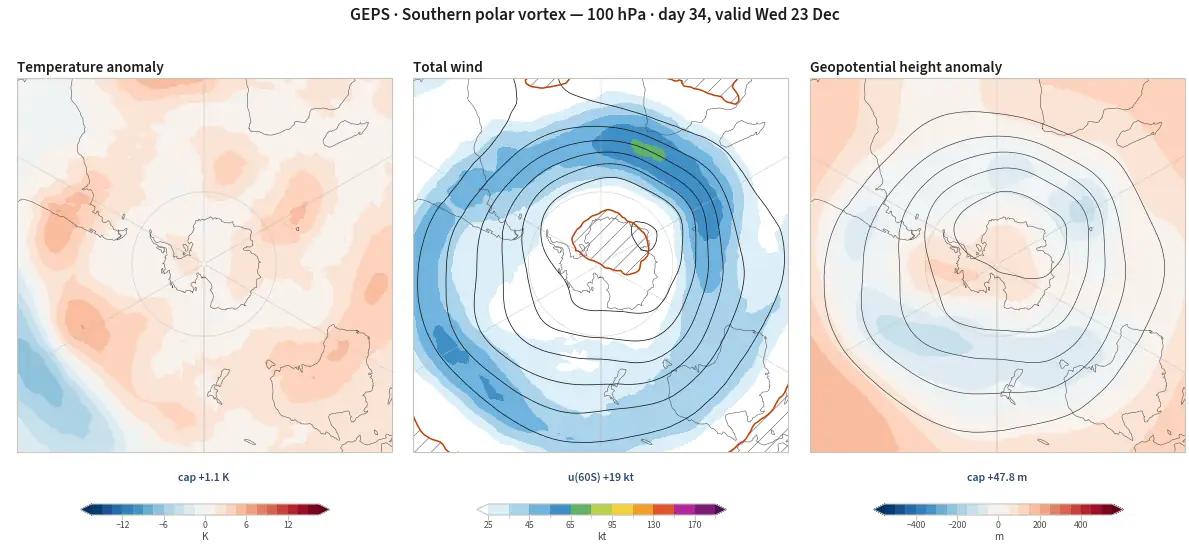 GEPS · Southern polar vortex — 100 hPa · day 34, valid Wed 23 Dec
Temperature anomaly
Total wind
Geopotential height anomaly
cap +1.1 K
u(60S) +19 kt
cap +47.8 m
−12 −6 0 6 12
K
25 45 65 95 130 170
kt
−400 −200 0 200 400
m